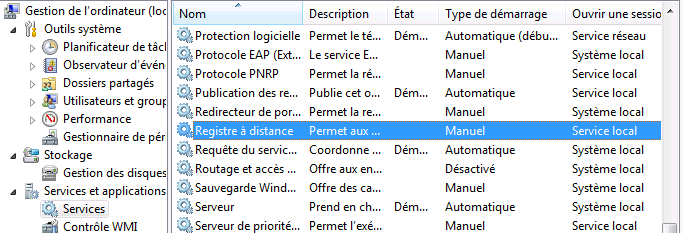 Gestion de l'ordinateur (loc
Outils système
Planificateur de tâch
Observateur d'événe
Dossiers partagés
Utilisateurs et group
Performance
Gestionnaire de pér
Stockage
Gestion des disques
Services et applications
Services
Contrôle WMI
Nom Description État Type de démarrage Ouvrir une sessio
Protection logicielle Permet le té... Dém... Automatique (débu... Service réseau
Protocole EAP (Ext... Le service E... Manuel Système local
Protocole PNRP Permet la ré... Manuel Service local
Publication des re... Publie cet o... Dém... Automatique Service local
Redirecteur de por... Permet la re... Manuel Système local
Registre à distance Permet aux ... Manuel Service local
Requête du servic... Coordonne ... Dém... Automatique Système local
Routage et accès ... Offre aux en... Désactivé Système local
Sauvegarde Wind... Offre des ca... Manuel Système local
Serveur Prend en ch... Dém... Automatique Système local
Serveur de priorité... Permet l'exé... Manuel Service local